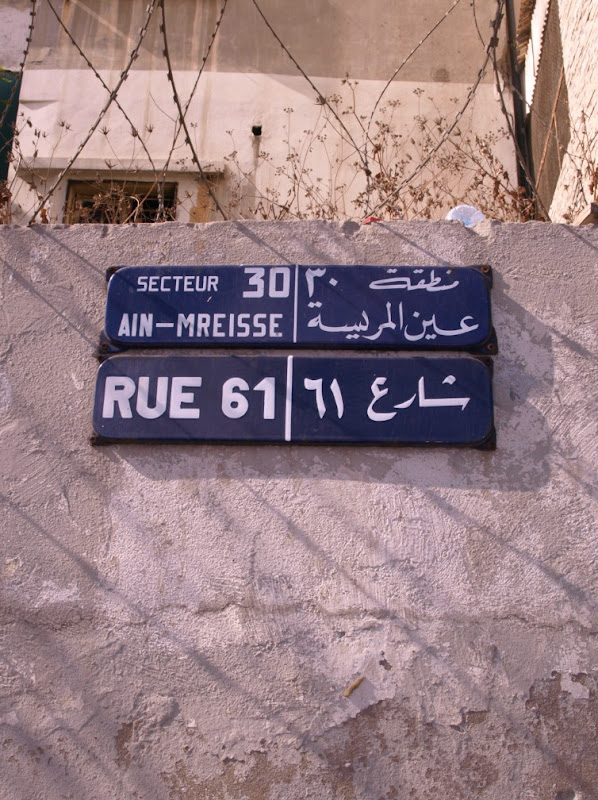 SECTEUR 30
AIN-MREISSE
منطقة ٣٠
عين المريسة
RUE 61
شارع ٦١